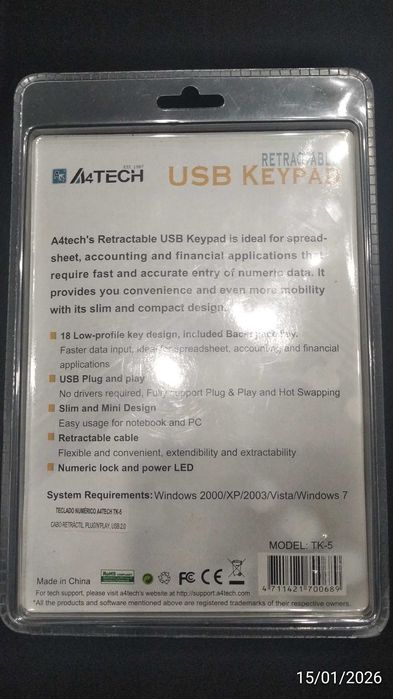 EST. 1987
A4TECH
RETRACTABLE
USB KEYPAD
A4tech's Retractable USB Keypad is ideal for spread-
sheet, accounting and financial applications that
require fast and accurate entry of numeric data. It
provides you convenience and even more mobility
with its slim and compact design.
18 Low-profile key design, included Backspace key.
Faster data input, ideal for spreadsheet, accounting and financial
applications
USB Plug and play
No drivers required, Fully support Plug & Play and Hot Swapping
Slim and Mini Design
Easy usage for notebook and PC
Retractable cable
Flexible and convenient, extendibility and extractability
Numeric lock and power LED
System Requirements: Windows 2000/XP/2003/Vista/Windows 7
TECLADO NUMÉRICO A4TECH TK-5
CABO RETRÁCTIL, PLUG'N'PLAY, USB 2.0
MODEL: TK-5
Made in China
RoHS
FC CE
4 711421 700689
For tech support, please visit a4tech's website at http://support.a4tech.com
*All the products and software mentioned above are registered trademarks of their respective owners.
15/01/2026